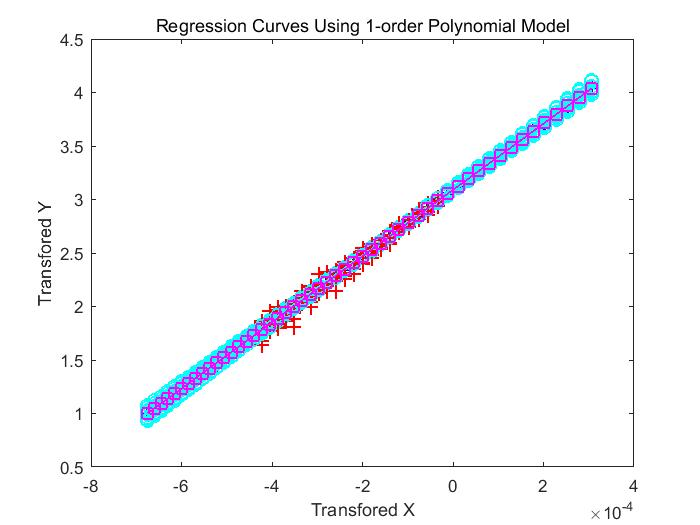 Regression Curves Using 1-order Polynomial Model
4.5
4
3.5
3
2.5
2
1.5
1
0.5
Transfored Y
-8 -6 -4 -2 0 2 4
Transfored X
×10-4